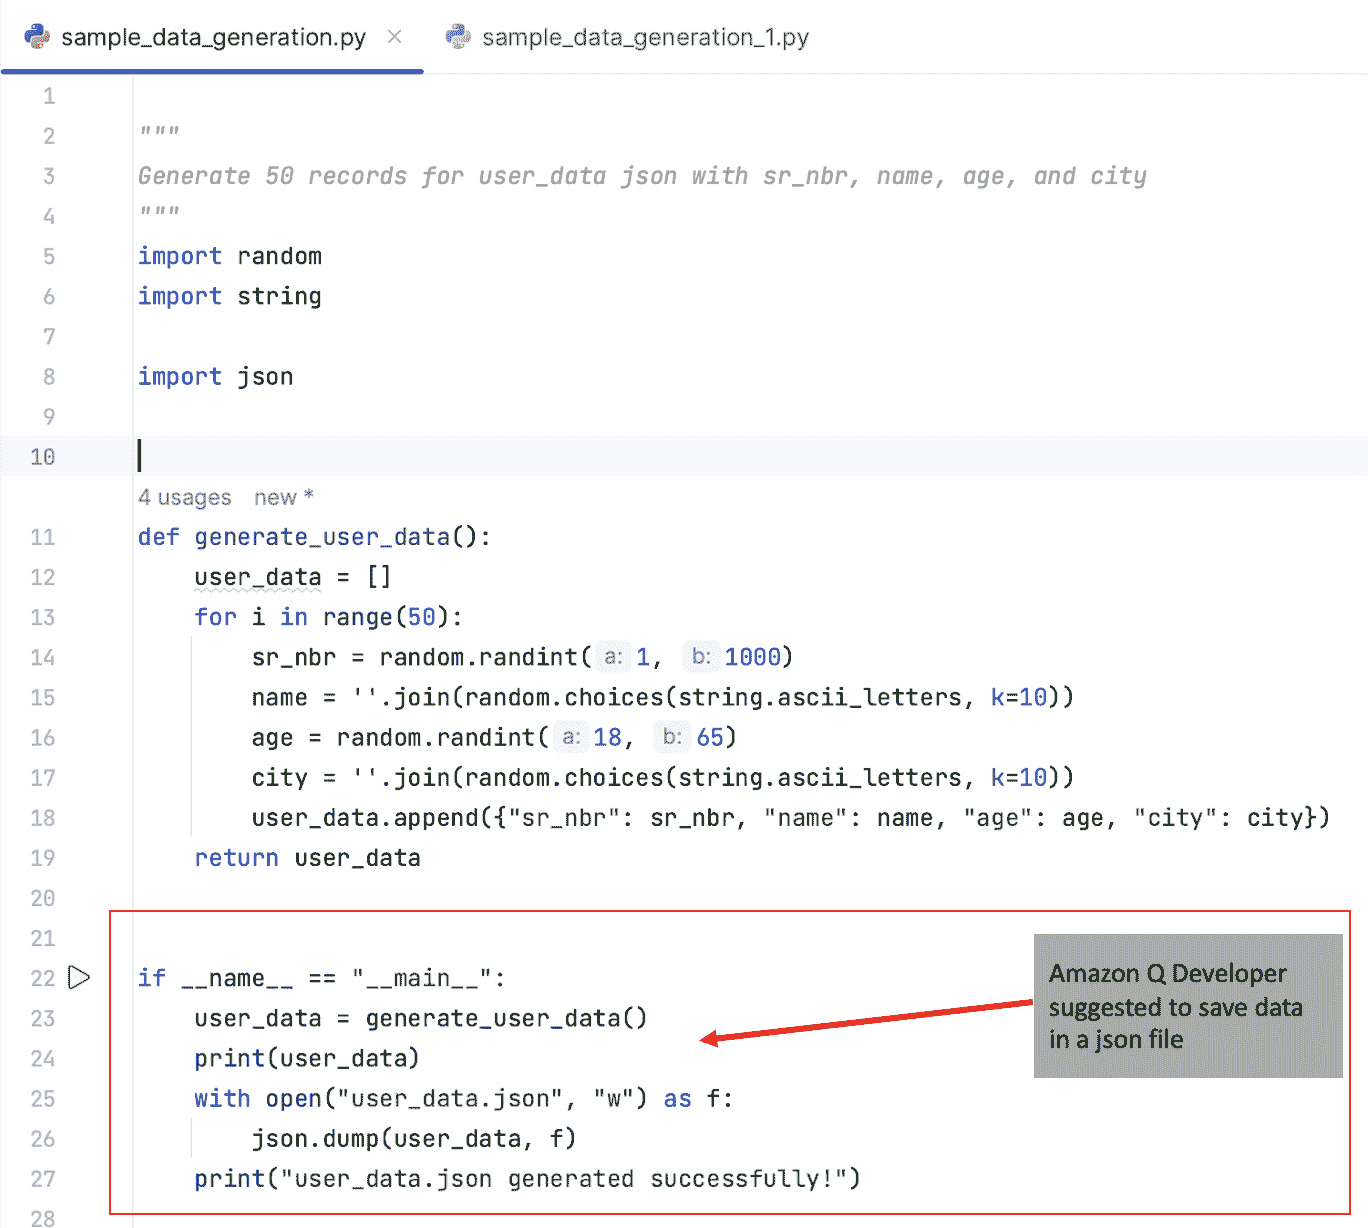 sample_data_generation.py × sample_data_generation_1.py
1
2 """
3 Generate 50 records for user_data json with sr_nbr, name, age, and city
4 """
5 import random
6 import string
7
8 import json
9
10
4 usages new *
11 def generate_user_data():
12 user_data = []
13 for i in range(50):
14 sr_nbr = random.randint( a: 1, b: 1000)
15 name = ''.join(random.choices(string.ascii_letters, k=10))
16 age = random.randint( a: 18, b: 65)
17 city = ''.join(random.choices(string.ascii_letters, k=10))
18 user_data.append({"sr_nbr": sr_nbr, "name": name, "age": age, "city": city})
19 return user_data
20
21
22 if __name__ == "__main__":
23 user_data = generate_user_data()
24 print(user_data)
25 with open("user_data.json", "w") as f:
26 json.dump(user_data, f)
27 print("user_data.json generated successfully!")
28
Amazon Q Developer
suggested to save data
in a json file